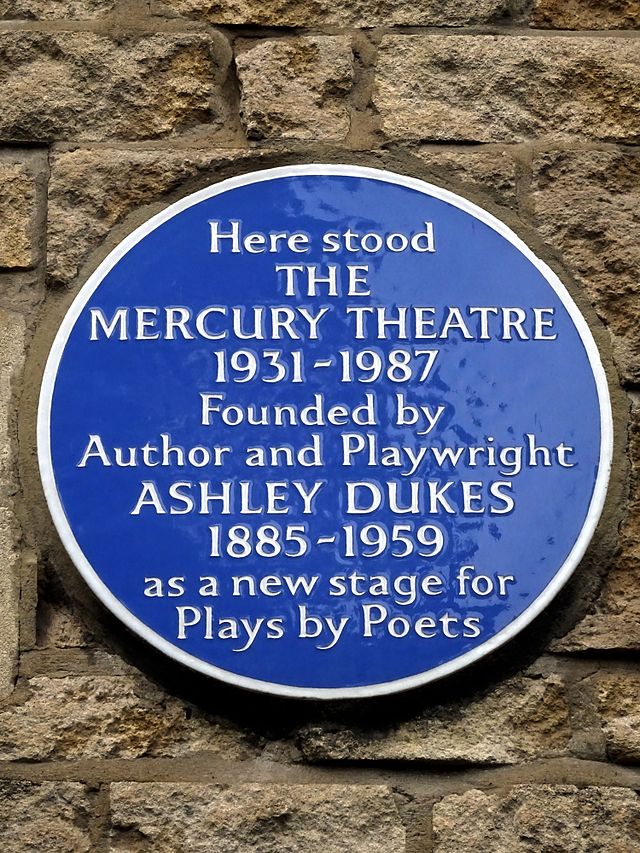 Here stood
THE
MERCURY THEATRE
1931-1987
Founded by
Author and Playwright
ASHLEY DUKES
1885-1959
as a new stage for
Plays by Poets